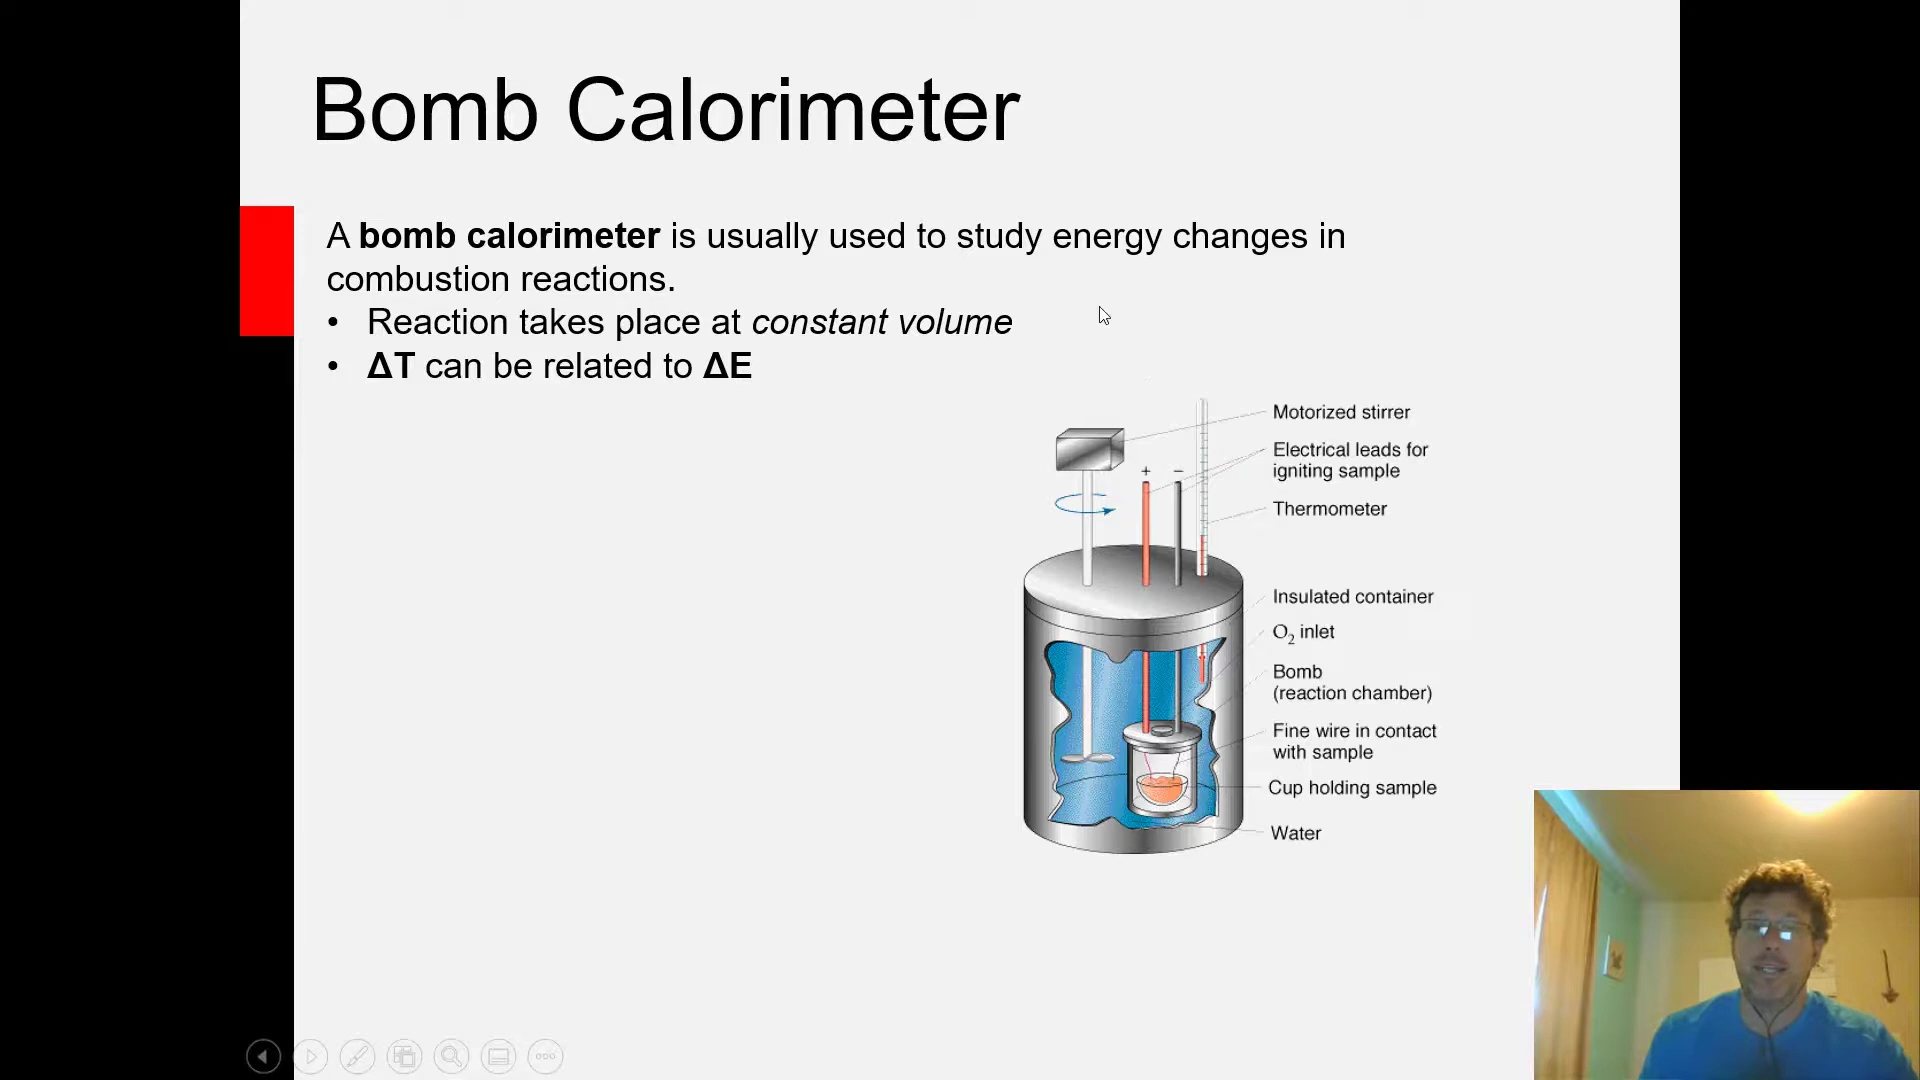 Bomb Calorimeter
A bomb calorimeter is usually used to study energy changes in
combustion reactions.
• Reaction takes place at constant volume
• ΔT can be related to ΔE
Motorized stirrer
Electrical leads for
igniting sample
+ −
Thermometer
Insulated container
O₂ inlet
Bomb
(reaction chamber)
Fine wire in contact
with sample
Cup holding sample
Water